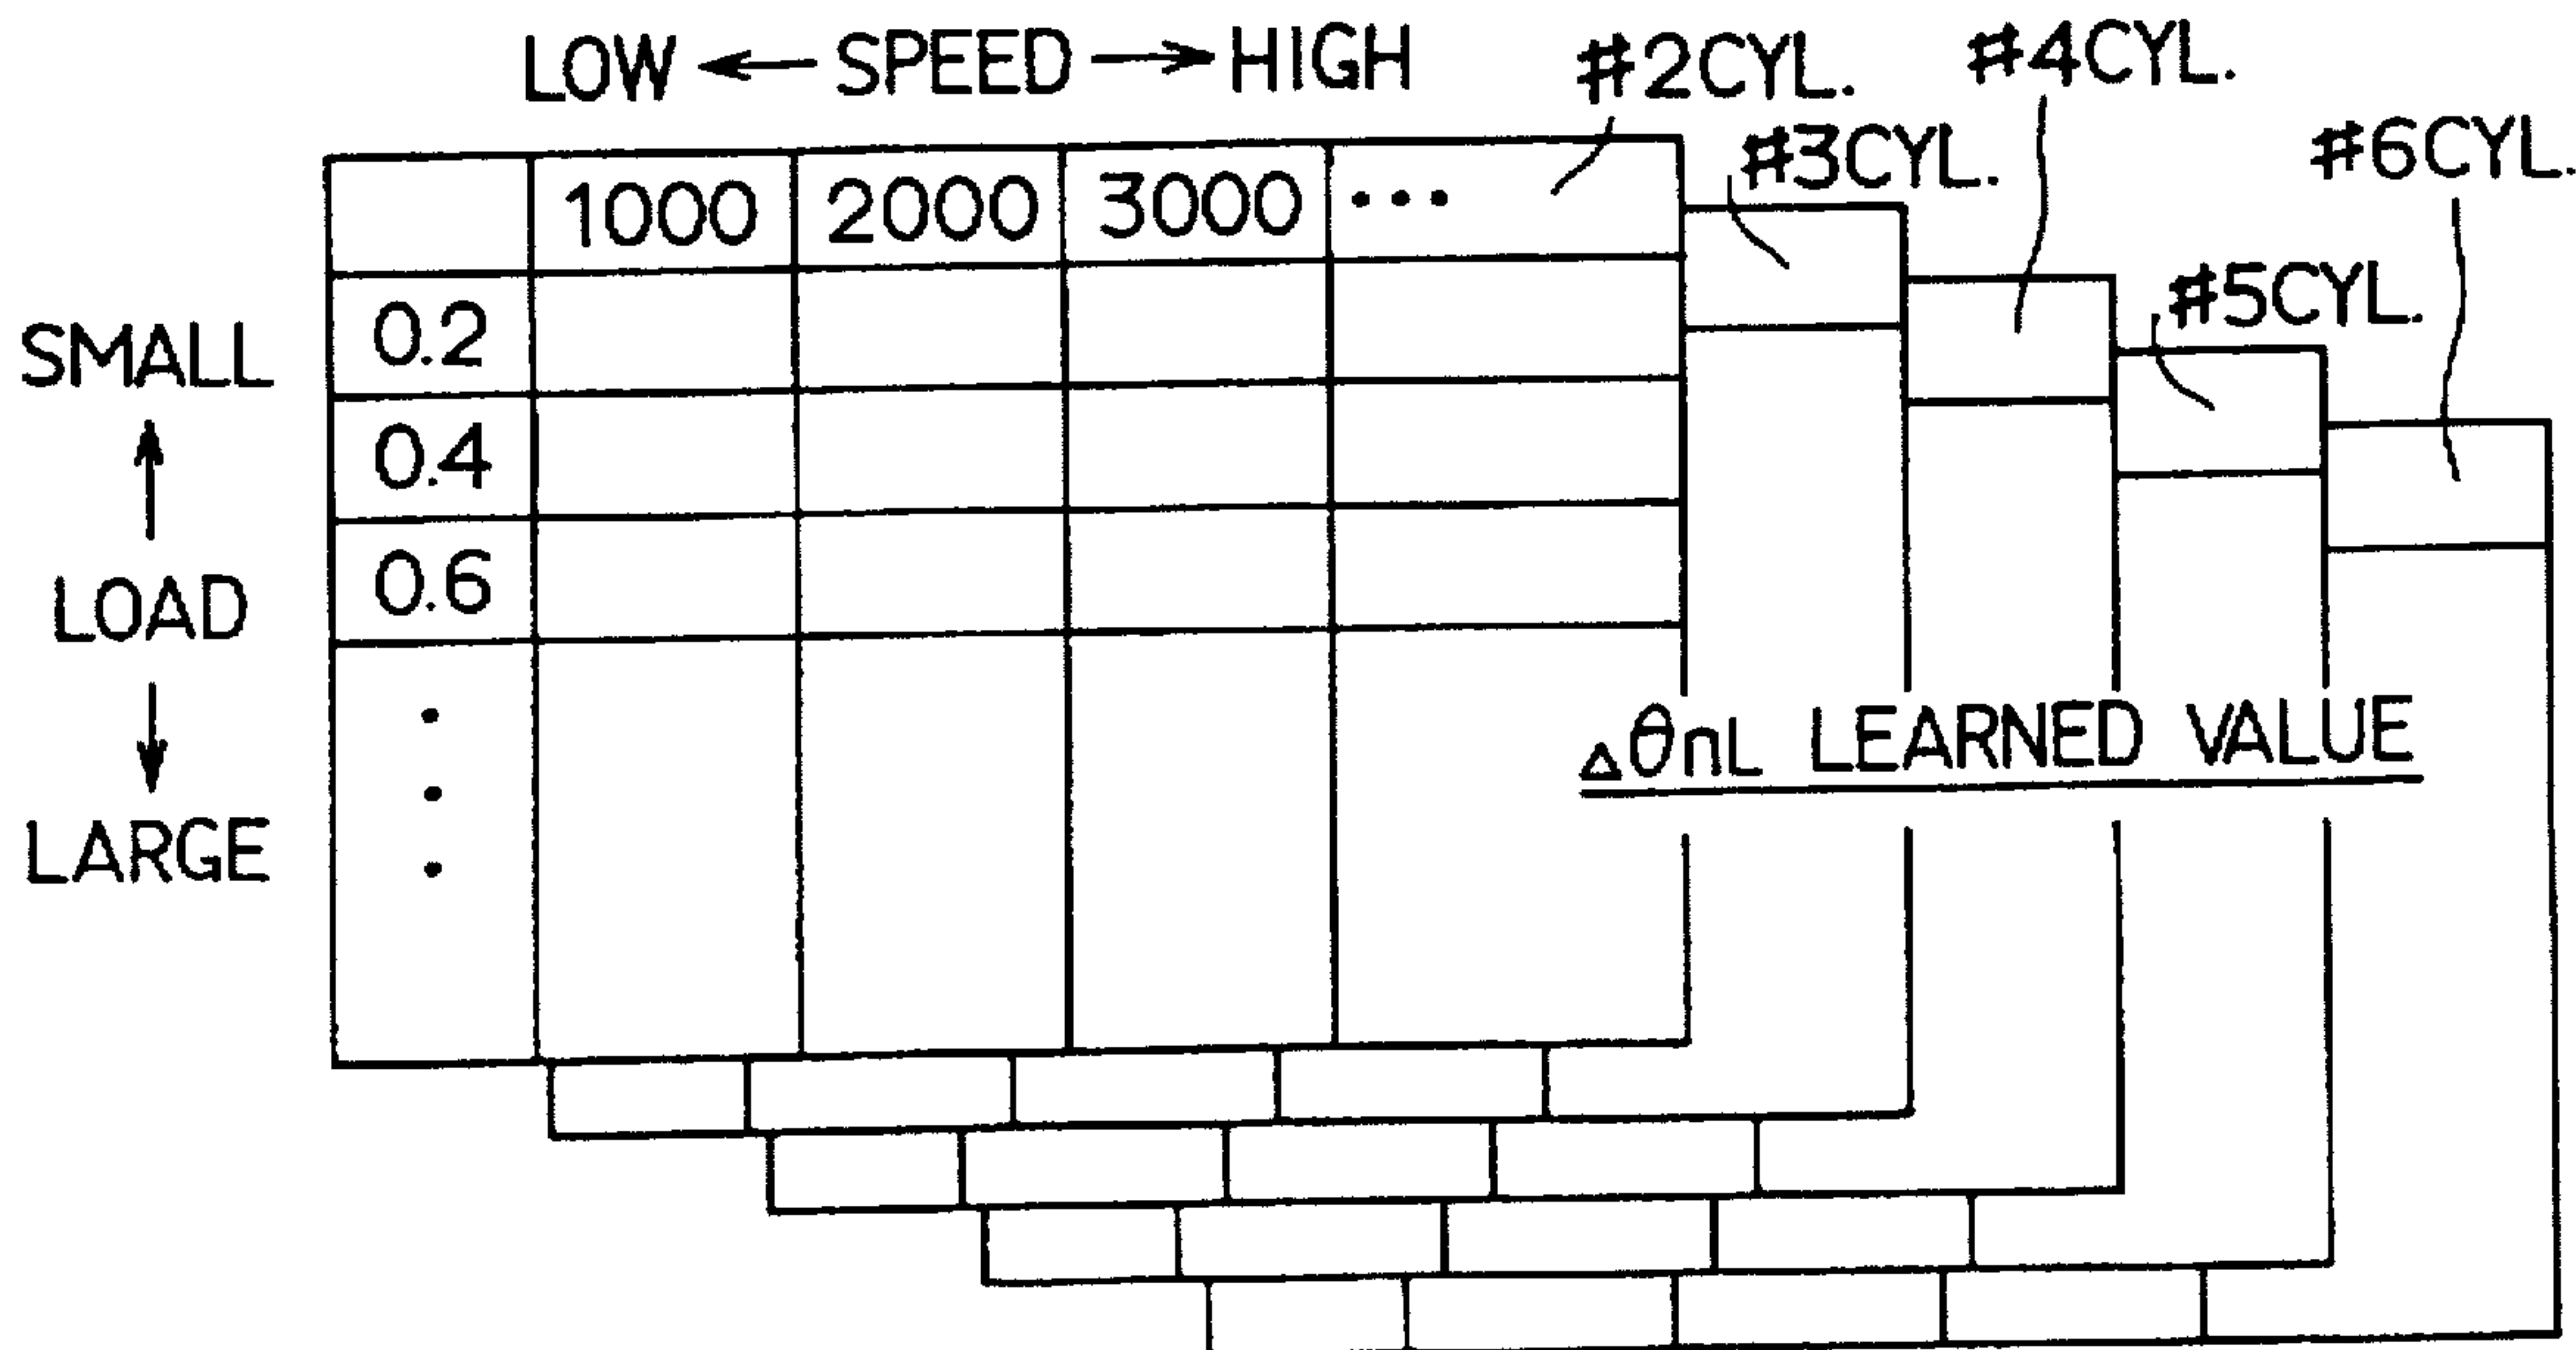 LOW ← SPEED → HIGH
#2CYL.
#4CYL.
#3CYL.
#6CYL.
1000 2000 3000 ...
#5CYL.
SMALL
0.2
0.4
LOAD
0.6
ΔθnL LEARNED VALUE
LARGE